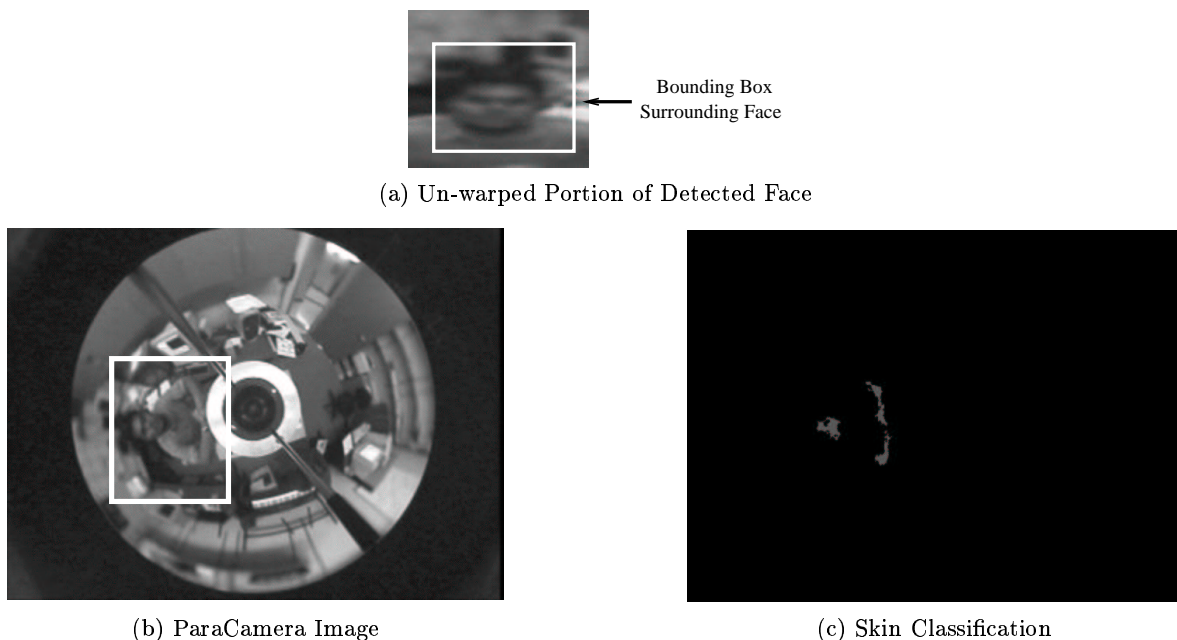 Bounding Box
Surrounding Face
(a) Un-warped Portion of Detected Face
(b) ParaCamera Image
(c) Skin Classification